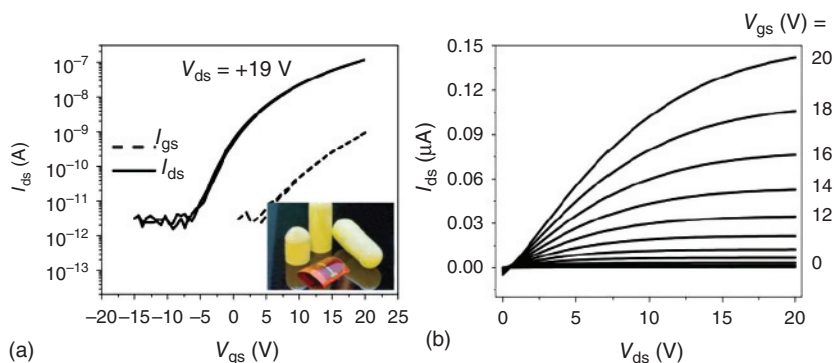 (a)
10⁻⁷
10⁻⁸
10⁻⁹
10⁻¹⁰
10⁻¹¹
10⁻¹²
10⁻¹³
I_ds (A)
V_ds = +19 V
I_gs
I_ds
−20 −15 −10 −5 0 5 10 15 20 25
V_gs (V)
(b)
V_gs (V) =
0.15
0.12
0.09
0.06
0.03
0.00
I_ds (μA)
20
18
16
14
12
0
0 5 10 15 20
V_ds (V)